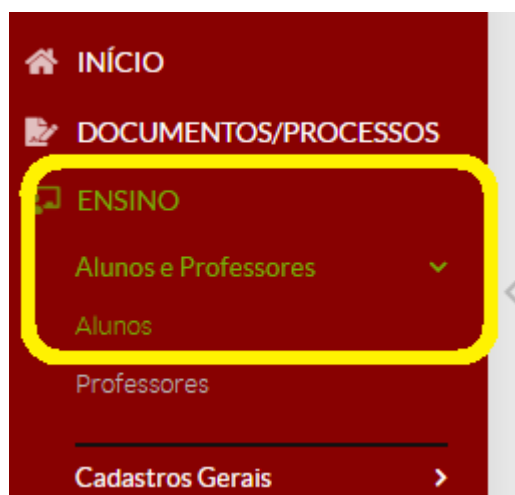 INÍCIO
DOCUMENTOS/PROCESSOS
ENSINO
Alunos e Professores
Alunos
Professores
Cadastros Gerais